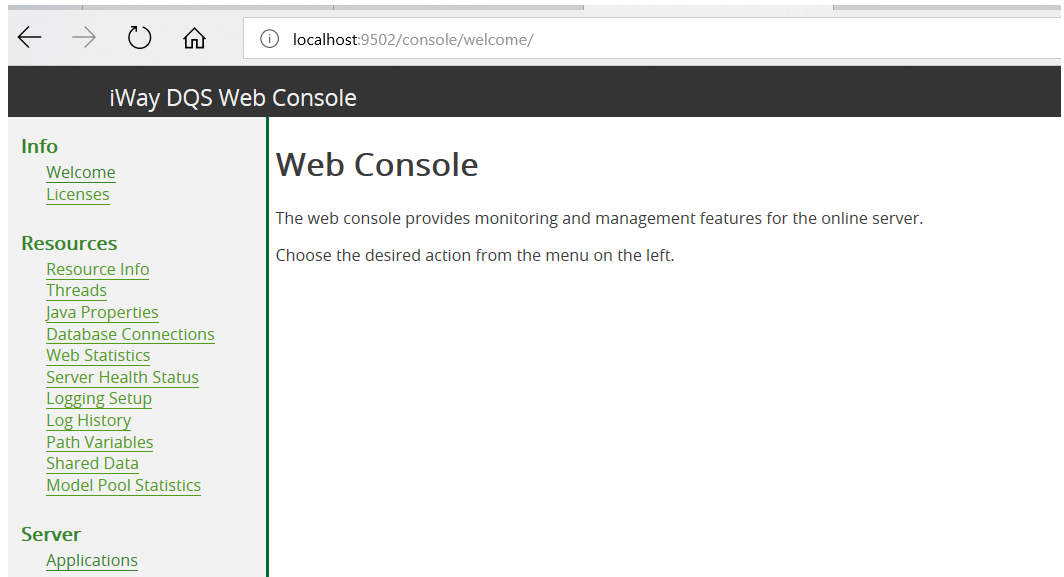 localhost:9502/console/welcome/
iWay DQS Web Console
Info
Welcome
Licenses
Resources
Resource Info
Threads
Java Properties
Database Connections
Web Statistics
Server Health Status
Logging Setup
Log History
Path Variables
Shared Data
Model Pool Statistics
Server
Applications
Web Console
The web console provides monitoring and management features for the online server.
Choose the desired action from the menu on the left.